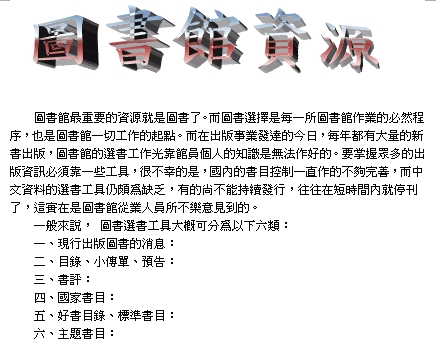 圖書館資源
圖書館最重要的資源就是圖書了。而圖書選擇是每一所圖書館作業的必然程
序，也是圖書館一切工作的起點。而在出版事業發達的今日，每年都有大量的新
書出版，圖書館的選書工作光靠館員個人的知識是無法作好的。要掌握眾多的出
版資訊必須靠一些工具，很不幸的是，國內的書目控制一直作的不夠完善，而中
文資料的選書工具仍頗為缺乏，有的尚不能持續發行，往往在短時間內就停刊
了，這實在是圖書館從業人員所不樂意見到的。
一般來說， 圖書選書工具大概可分為以下六類：
一、現行出版圖書的消息：
二、目錄、小傳單、預告：
三、書評：
四、國家書目：
五、好書目錄、標準書目：
六、主題書目：